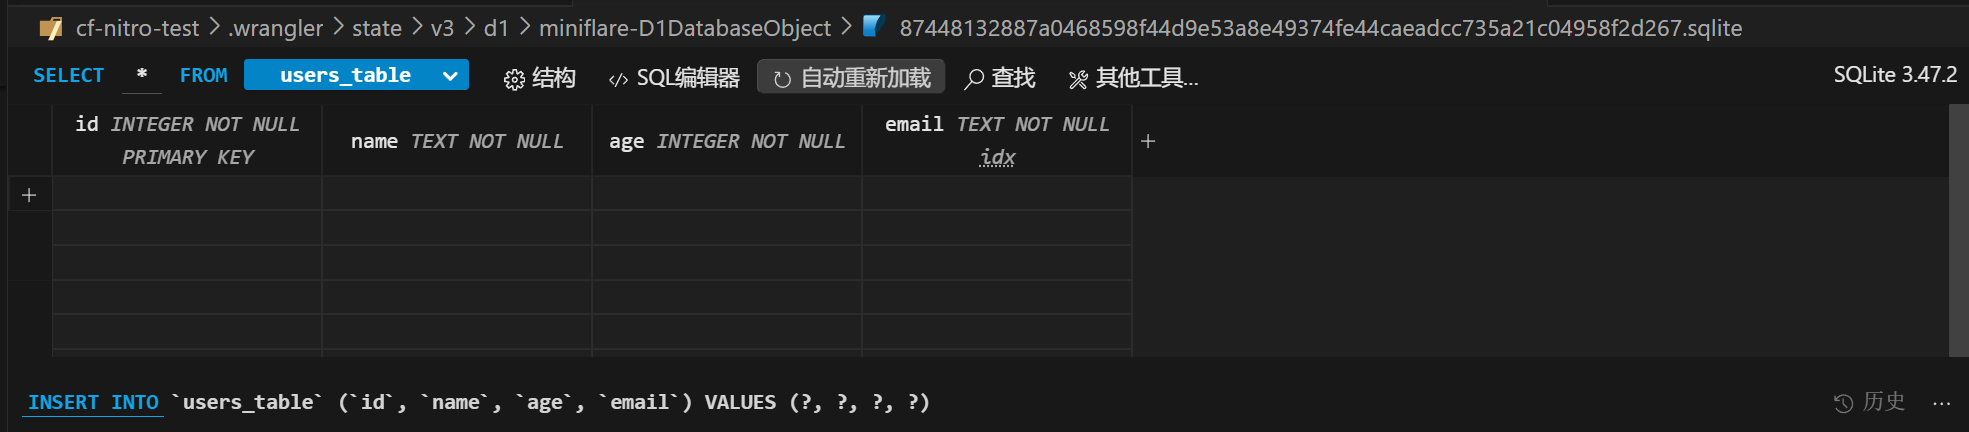 cf-nitro-test > .wrangler > state > v3 > d1 > miniflare-D1DatabaseObject > 87448132887a0468598f44d9e53a8e49374fe44caeadcc735a21c04958f2d267.sqlite
SELECT * FROM users_table 结构 </> SQL编辑器 自动重新加载 查找 其他工具... SQLite 3.47.2
id INTEGER NOT NULL PRIMARY KEY
name TEXT NOT NULL
age INTEGER NOT NULL
email TEXT NOT NULL idx
+
+
INSERT INTO `users_table` (`id`, `name`, `age`, `email`) VALUES (?, ?, ?, ?) 历史 ...